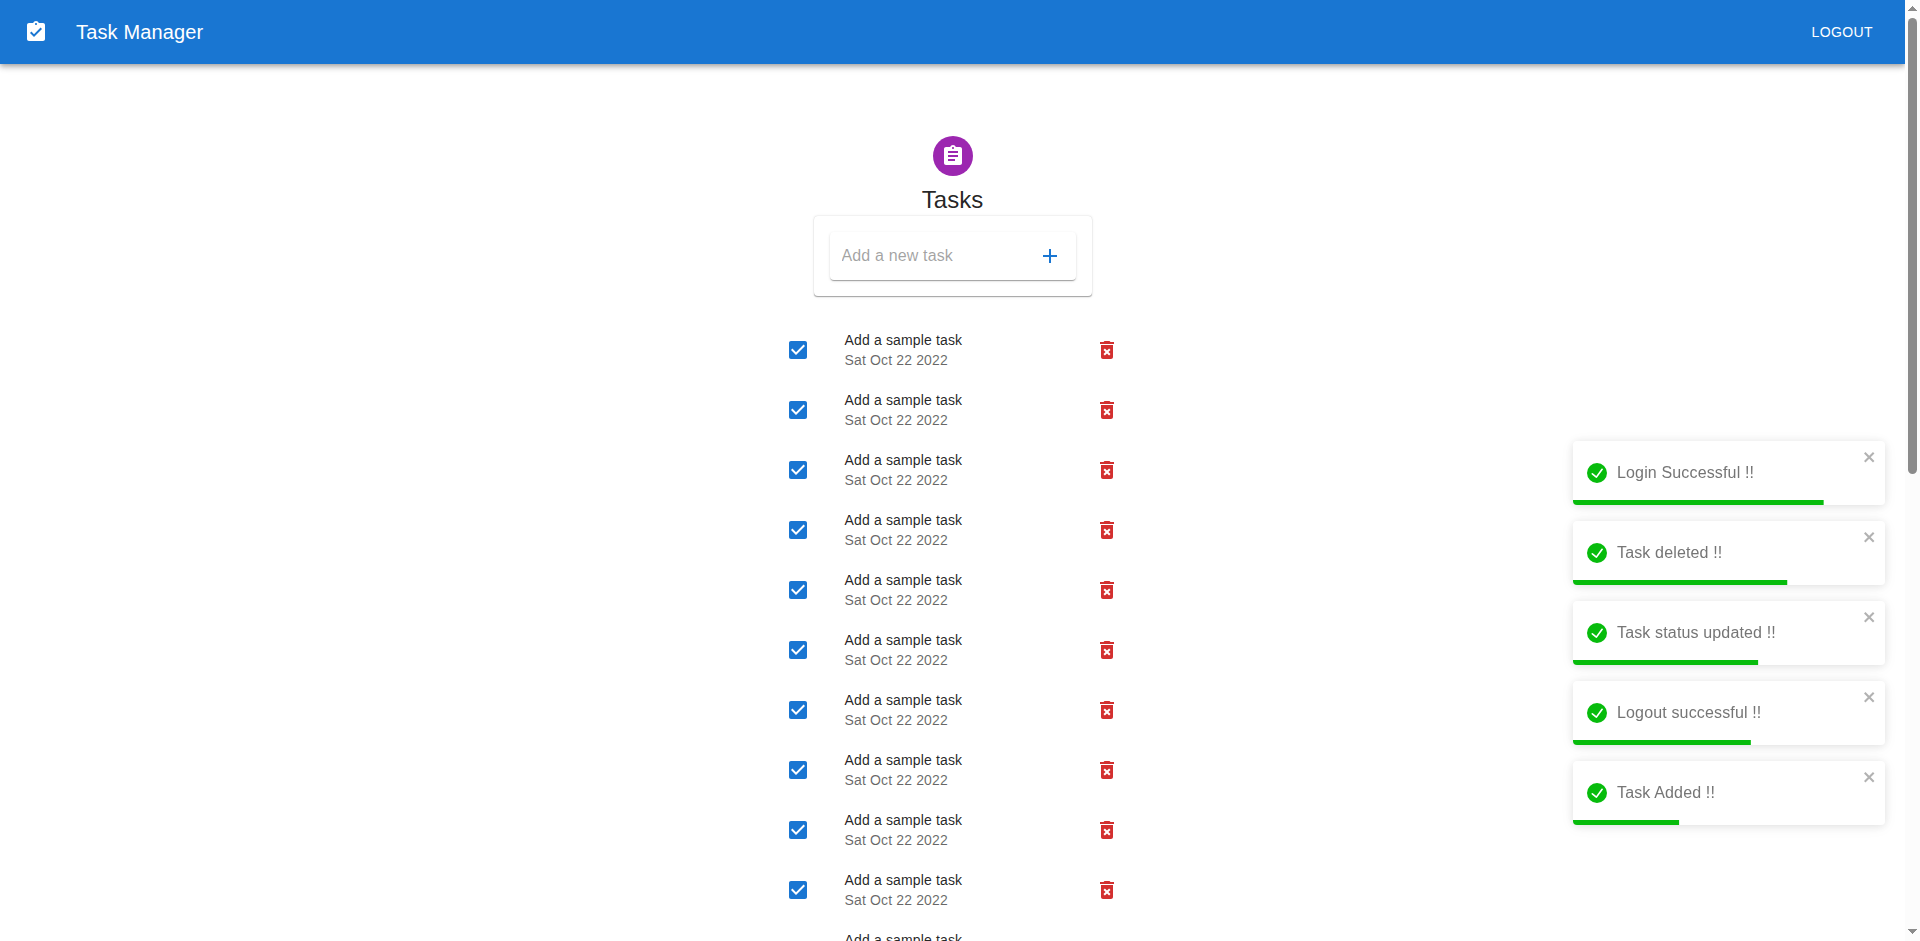 Task Manager
LOGOUT
Tasks
Add a new task
Add a sample task
Sat Oct 22 2022
Add a sample task
Sat Oct 22 2022
Add a sample task
Sat Oct 22 2022
Add a sample task
Sat Oct 22 2022
Add a sample task
Sat Oct 22 2022
Add a sample task
Sat Oct 22 2022
Add a sample task
Sat Oct 22 2022
Add a sample task
Sat Oct 22 2022
Add a sample task
Sat Oct 22 2022
Add a sample task
Sat Oct 22 2022
Add a sample task
Login Successful !!
Task deleted !!
Task status updated !!
Logout successful !!
Task Added !!